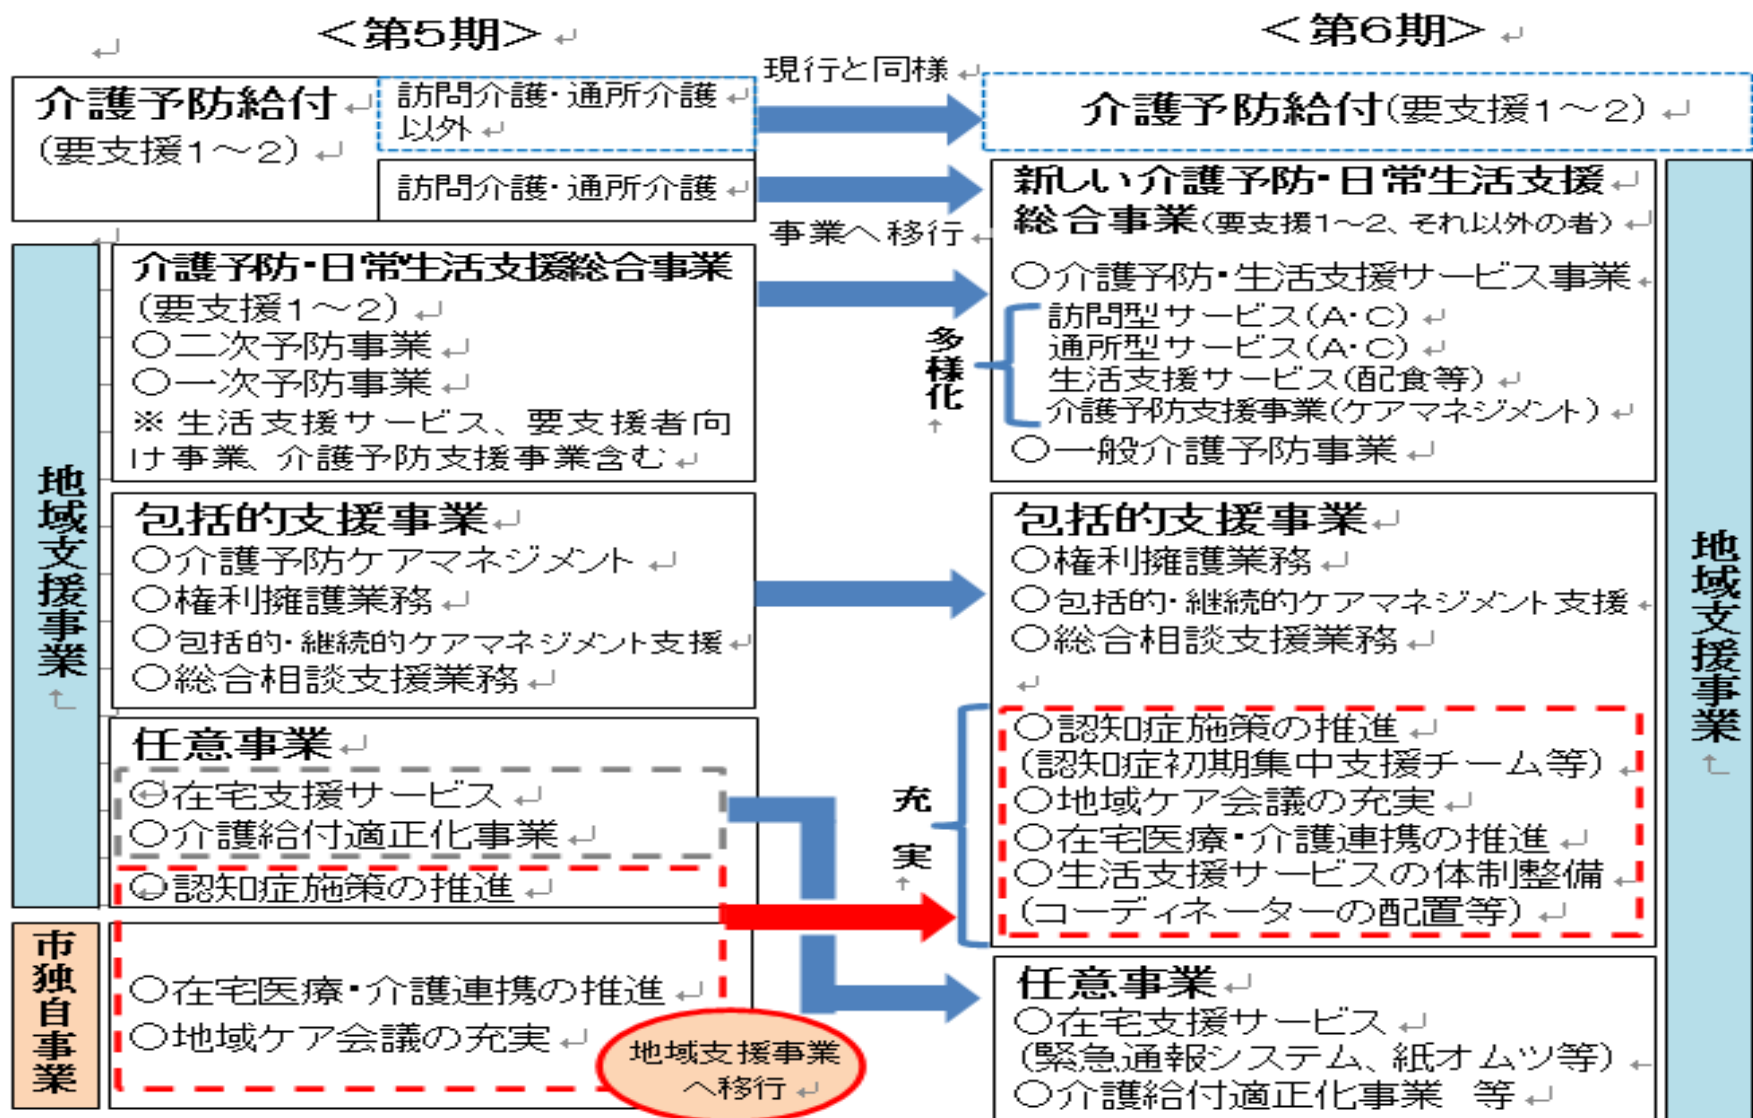 <第5期>
<第6期>
現行と同様
介護予防給付
(要支援1~2)
訪問介護・通所介護
以外
訪問介護・通所介護
介護予防給付(要支援1~2)
事業へ移行
地域支援事業
介護予防・日常生活支援総合事業
(要支援1~2)
○二次予防事業
○一次予防事業
※生活支援サービス、要支援者向
け事業、介護予防支援事業含む
新しい介護予防・日常生活支援
総合事業(要支援1~2、それ以外の者)
○介護予防・生活支援サービス事業
訪問型サービス(A・C)
通所型サービス(A・C)
生活支援サービス(配食等)
介護予防支援事業(ケアマネジメント)
○一般介護予防事業
多様化
包括的支援事業
○介護予防ケアマネジメント
○権利擁護業務
○包括的・継続的ケアマネジメント支援
○総合相談支援業務
包括的支援事業
○権利擁護業務
○包括的・継続的ケアマネジメント支援
○総合相談支援業務
○認知症施策の推進
(認知症初期集中支援チーム等)
○地域ケア会議の充実
○在宅医療・介護連携の推進
○生活支援サービスの体制整備
(コーディネーターの配置等)
充実
地域支援事業
任意事業
○在宅支援サービス
○介護給付適正化事業
○認知症施策の推進
市独自事業
○在宅医療・介護連携の推進
○地域ケア会議の充実
地域支援事業
へ移行
任意事業
○在宅支援サービス
(緊急通報システム、紙オムツ等)
○介護給付適正化事業 等